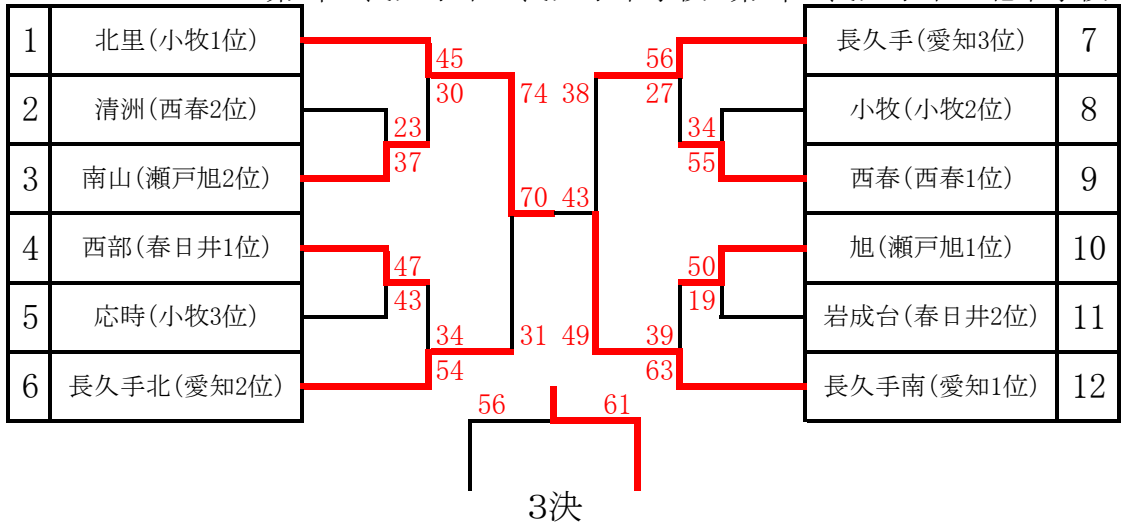 1 北里(小牧1位)
2 清洲(西春2位)
3 南山(瀬戸旭2位)
4 西部(春日井1位)
5 応時(小牧3位)
6 長久手北(愛知2位)
45
30
23
37
47
43
34
54
74 38
70 43
31 49
56
27
34
55
50
19
39
63
長久手(愛知3位) 7
小牧(小牧2位) 8
西春(西春1位) 9
旭(瀬戸旭1位) 10
岩成台(春日井2位) 11
長久手南(愛知1位) 12
56 61
3決